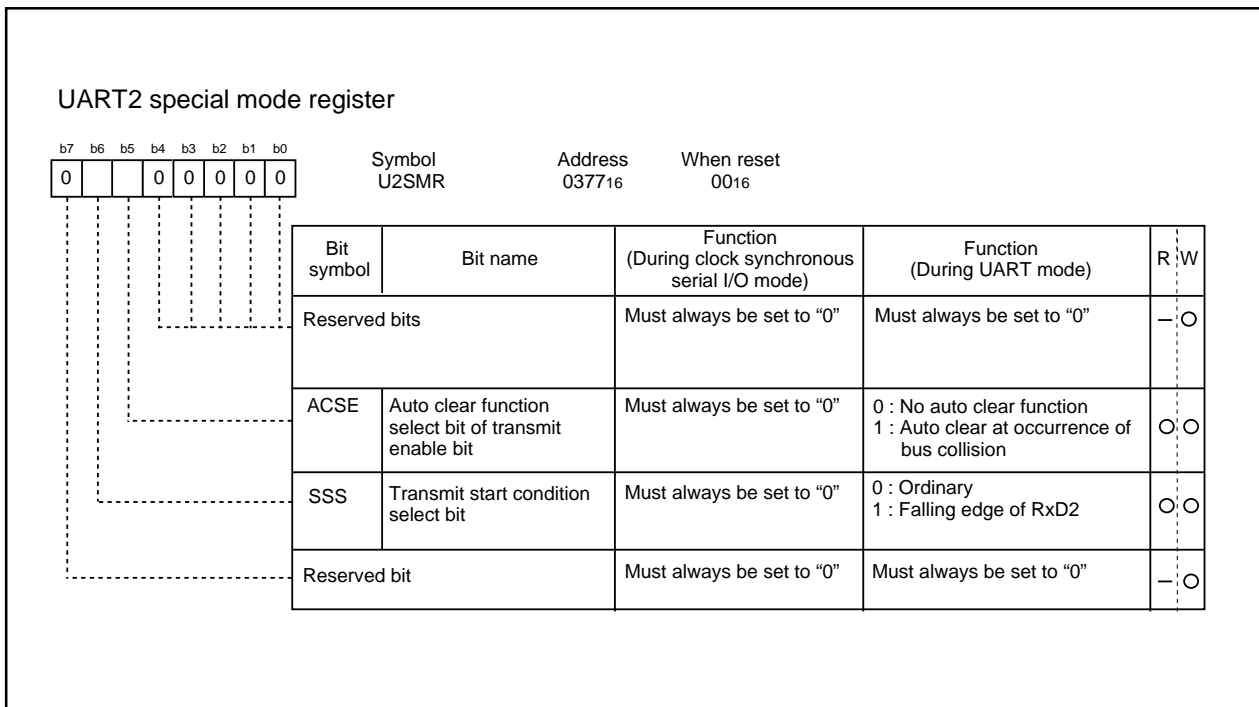 UART2 special mode register
b7 b6 b5 b4 b3 b2 b1 b0
0 0 0 0 0 0
Symbol Address When reset
U2SMR 037716 0016
Bit symbol Bit name Function (During clock synchronous serial I/O mode) Function (During UART mode) R W
Reserved bits Must always be set to “0” Must always be set to “0” –
ACSE Auto clear function select bit of transmit enable bit Must always be set to “0” 0 : No auto clear function
1 : Auto clear at occurrence of bus collision
SSS Transmit start condition select bit Must always be set to “0” 0 : Ordinary
1 : Falling edge of RxD2
Reserved bit Must always be set to “0” Must always be set to “0” –